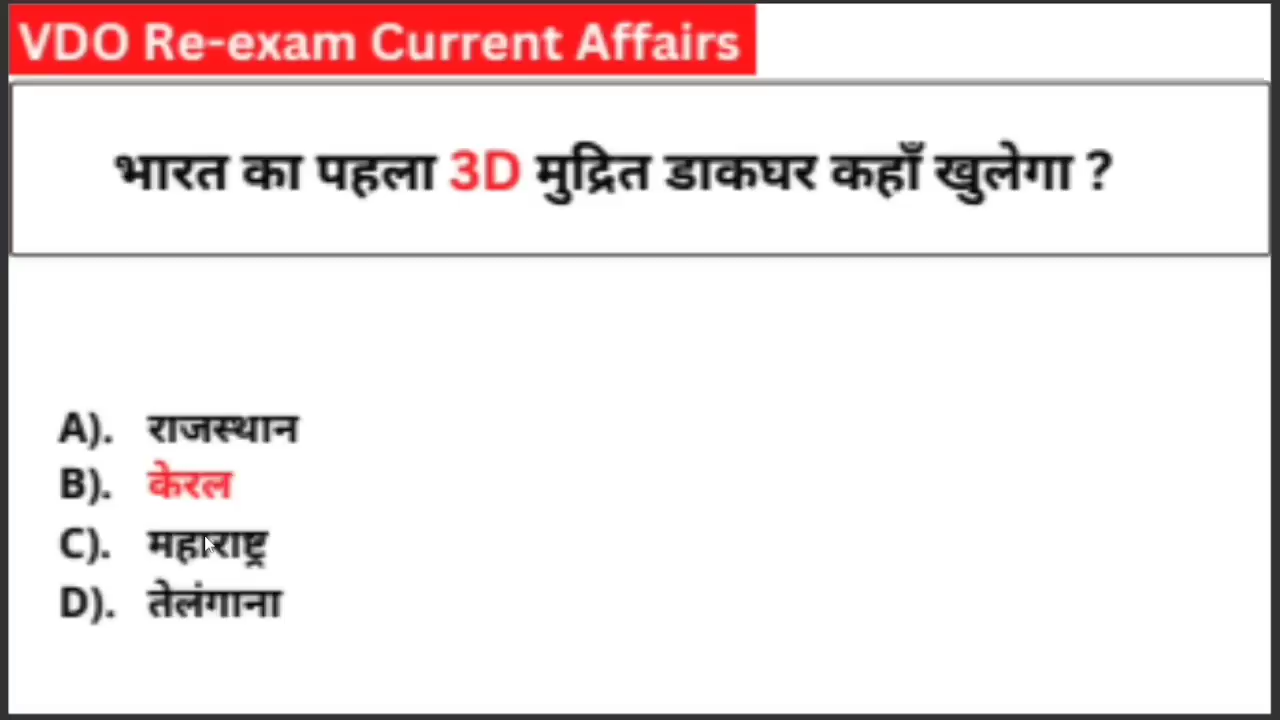 VDO Re-exam Current Affairs
भारत का पहला 3D मुद्रित डाकघर कहाँ खुलेगा ?
A). राजस्थान
B). केरल
C). महाराष्ट्र
D). तेलंगाना